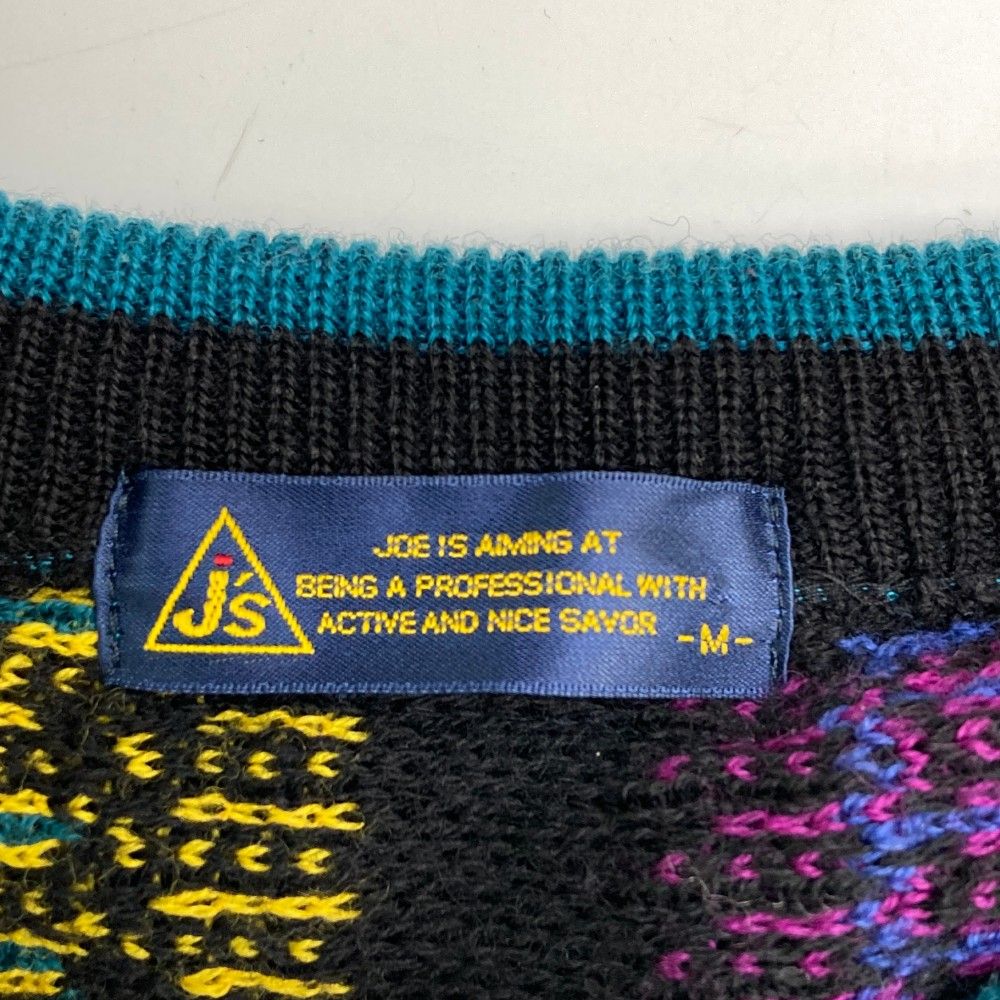 J's
JOE IS AIMING AT
BEING A PROFESSIONAL WITH
ACTIVE AND NICE SAVOR
-M-